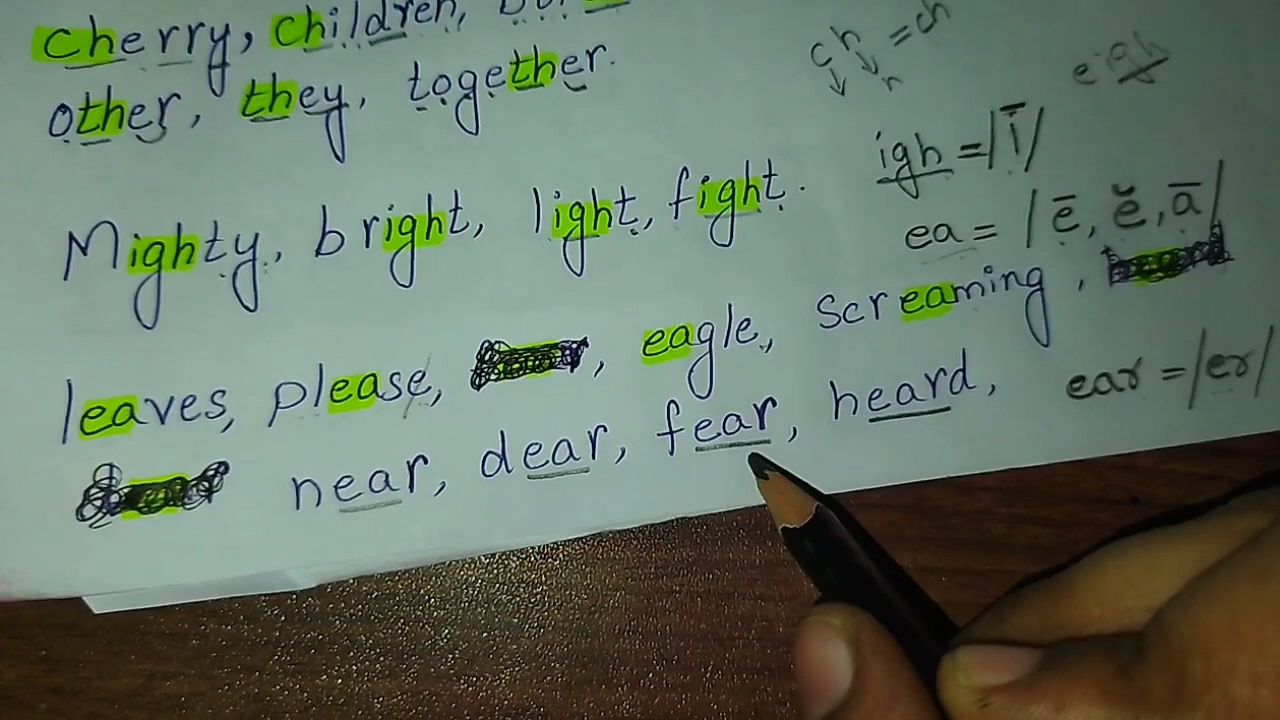 cherry, children,
other, they, together.
ch = ch
n
eigh
Mighty, bright, light, fight.
igh = |ī|
ea = |ē, ĕ, ā|
leaves, please, , eagle, screaming,
near, dear, fear, heard,
ear = |er|